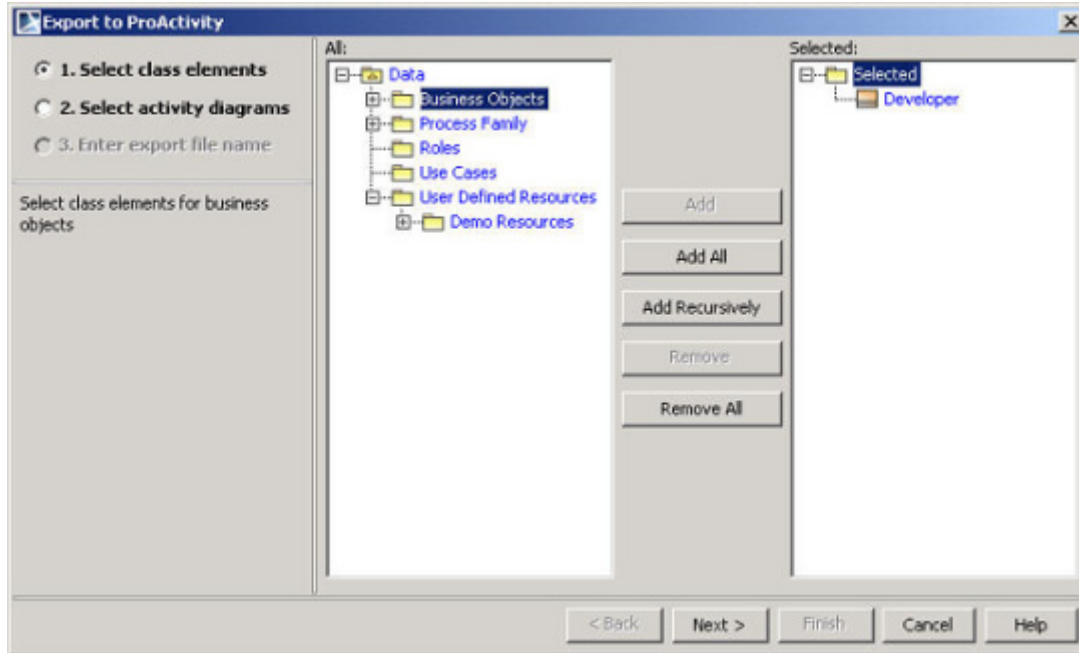 Export to ProActivity
1. Select class elements
2. Select activity diagrams
3. Enter export file name
Select class elements for business
objects
All:
Data
Business Objects
Process Family
Roles
Use Cases
User Defined Resources
Demo Resources
Add
Add All
Add Recursively
Remove
Remove All
Selected:
Selected
Developer
< Back
Next >
Finish
Cancel
Help